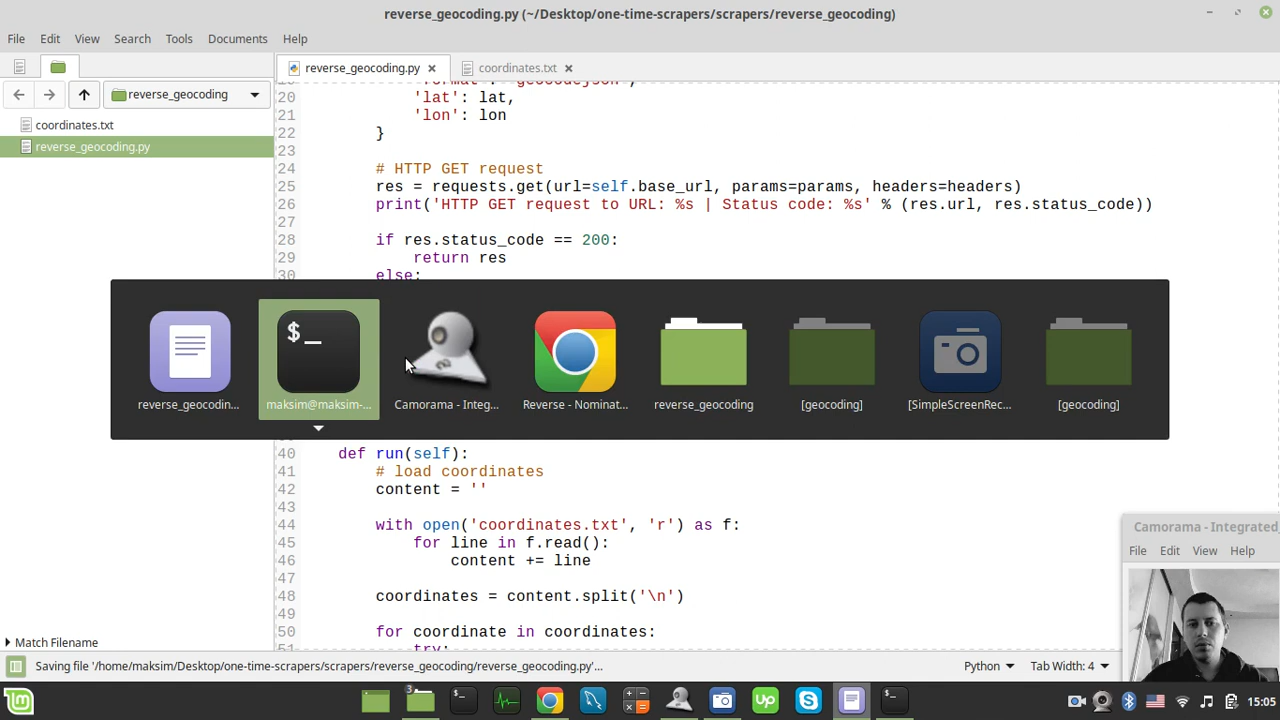 reverse_geocoding.py (~/Desktop/one-time-scrapers/scrapers/reverse_geocoding)
File Edit View Search Tools Documents Help
reverse_geocoding.py
coordinates.txt
reverse_geocoding
coordinates.txt
reverse_geocoding.py
20 'lat': lat,
21 'lon': lon
22 }
23
24 # HTTP GET request
25 res = requests.get(url=self.base_url, params=params, headers=headers)
26 print('HTTP GET request to URL: %s | Status code: %s' % (res.url, res.status_code))
27
28 if res.status_code == 200:
29 return res
30 else:
$_
reverse_geocodin...
maksim@maksim-...
Camorama - Integ...
Reverse - Nominat...
reverse_geocoding
[geocoding]
[SimpleScreenRec...
[geocoding]
40 def run(self):
41 # load coordinates
42 content = ''
43
44 with open('coordinates.txt', 'r') as f:
45 for line in f.read():
46 content += line
47
48 coordinates = content.split('\n')
49
50 for coordinate in coordinates:
51 try:
Camorama - Integrated
File Edit View Help
Match Filename
Saving file '/home/maksim/Desktop/one-time-scrapers/scrapers/reverse_geocoding/reverse_geocoding.py'...
Python
Tab Width: 4
3
up
15:05